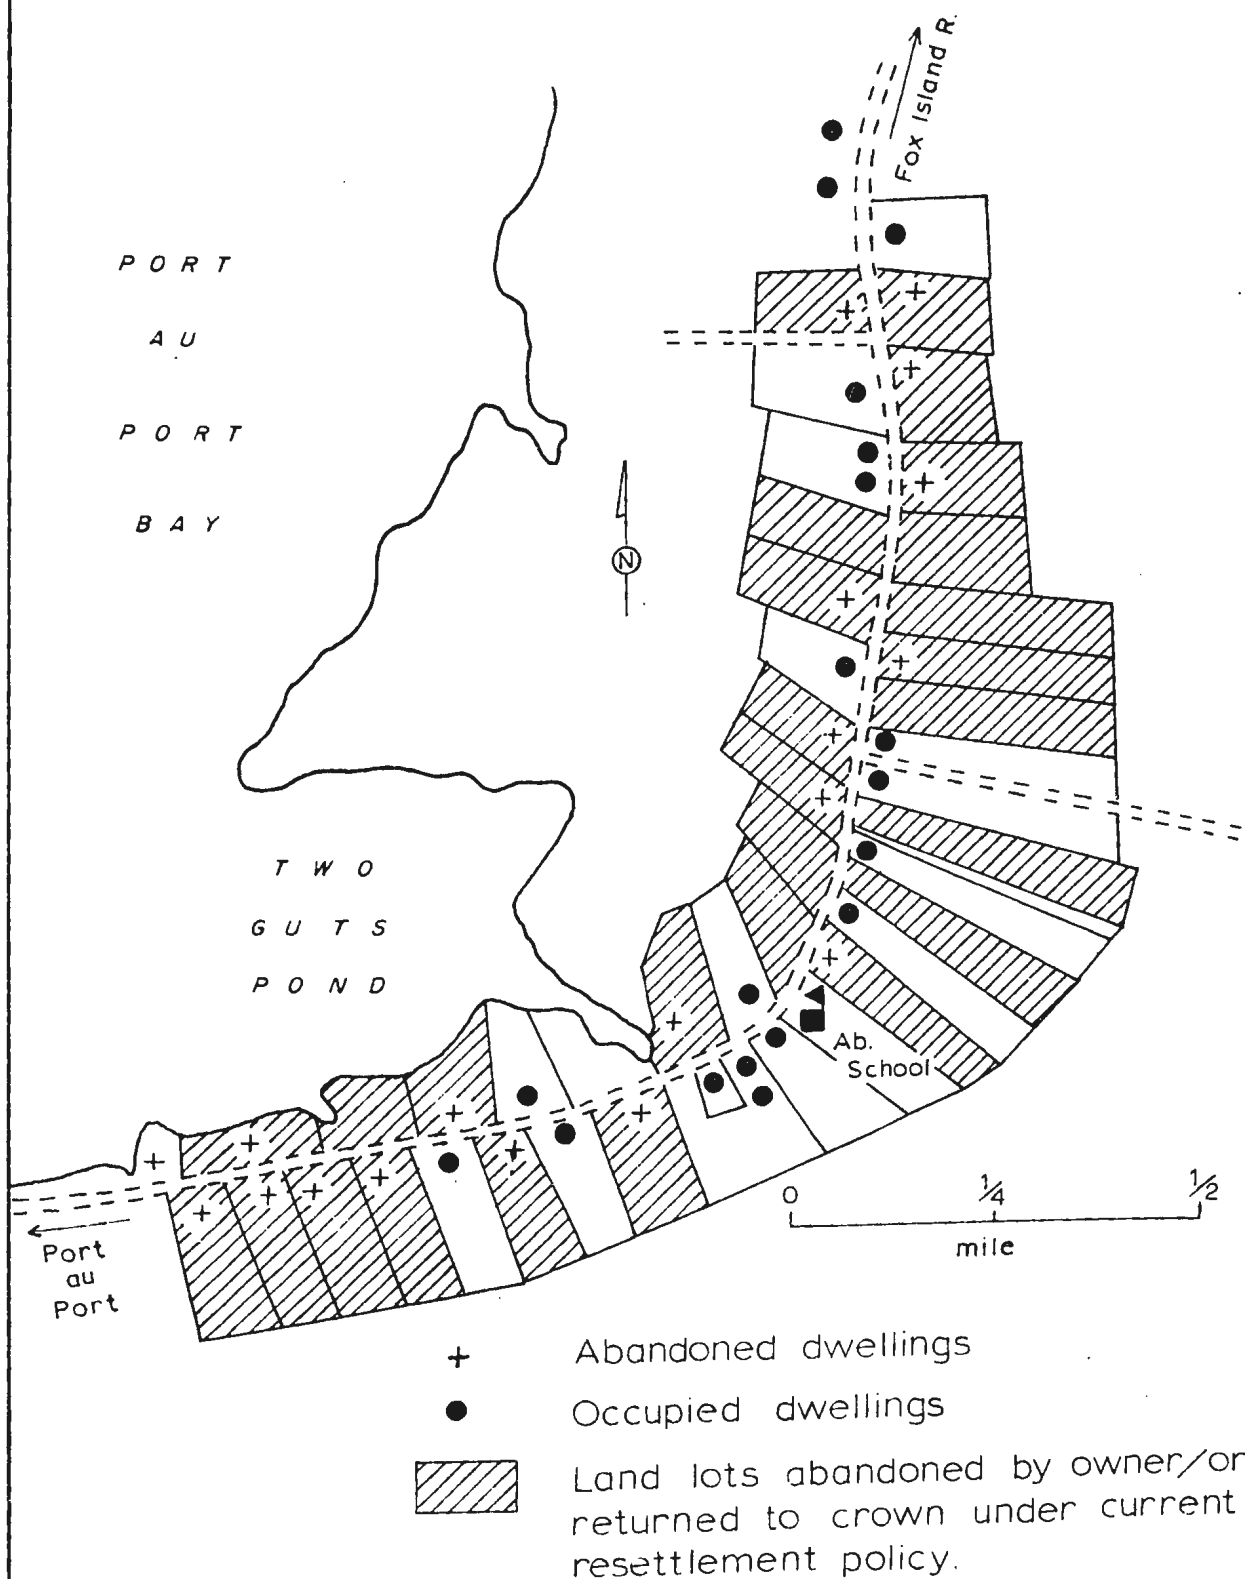 Fox Island R.
PORT
AU
PORT
BAY
N
TWO
GUTS
POND
Ab.
School
0 1/4 1/2
mile
Port
au
Port
+ Abandoned dwellings
Occupied dwellings
Land lots abandoned by owner/or
returned to crown under current
resettlement policy.